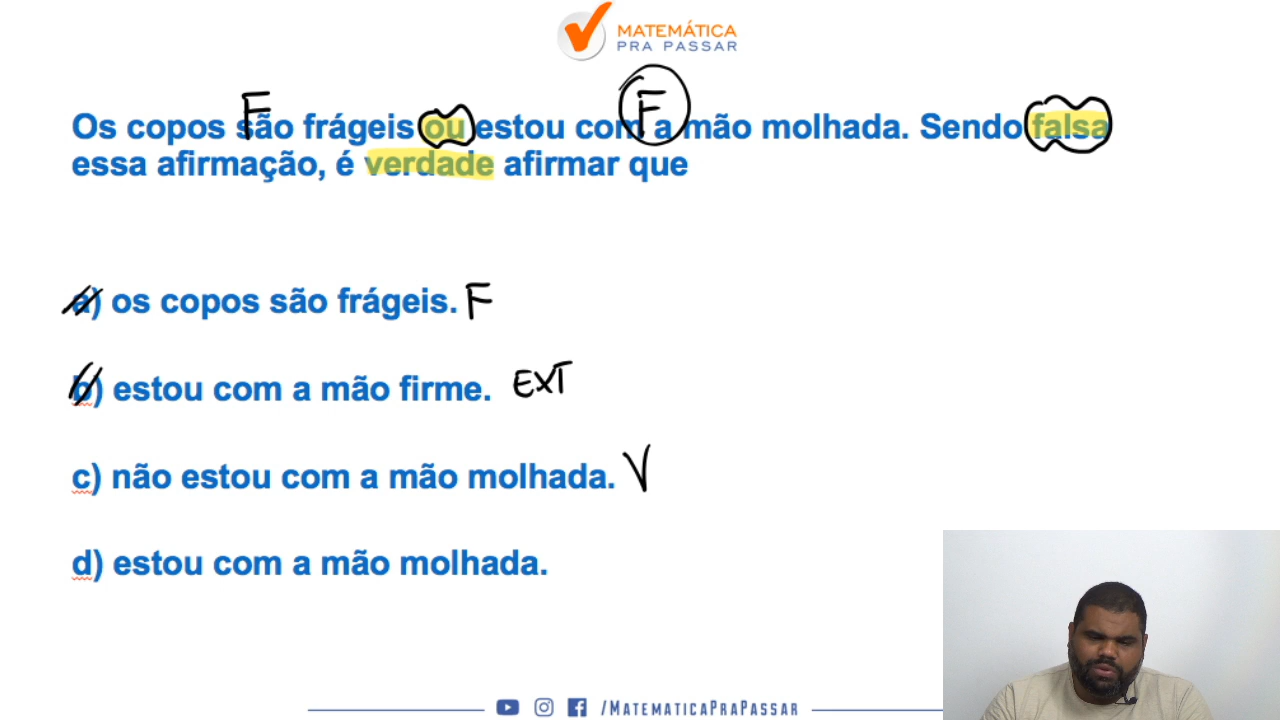 MATEMÁTICA
PRA PASSAR
F F
Os copos são frágeis ou estou com a mão molhada. Sendo falsa
essa afirmação, é verdade afirmar que
a) os copos são frágeis. F
b) estou com a mão firme. EXT
c) não estou com a mão molhada. V
d) estou com a mão molhada.
/MATEMATICAPRAPASSAR